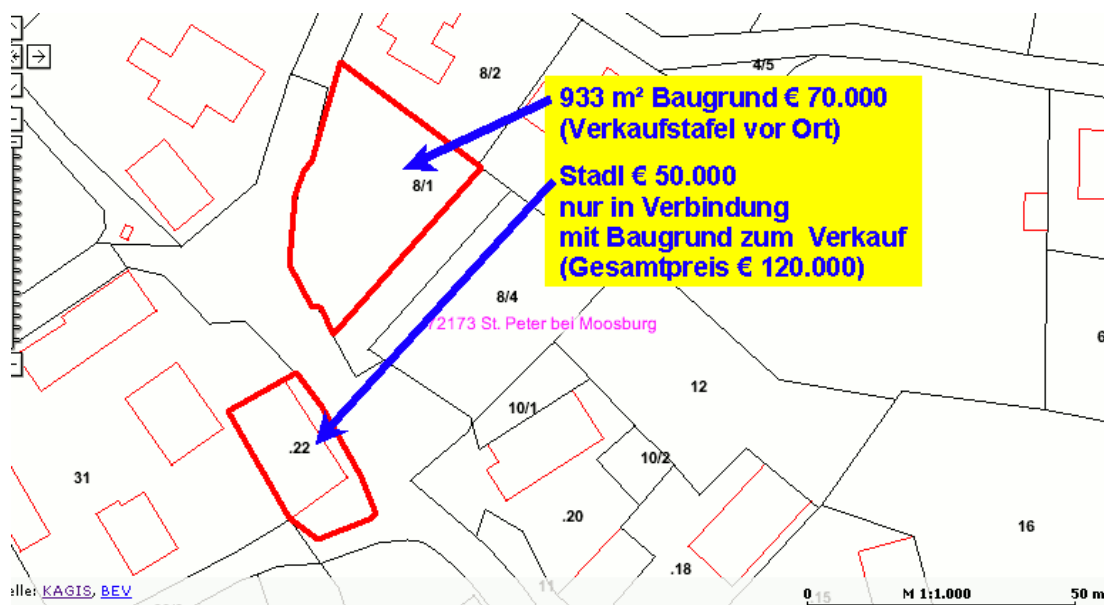 8/2
4/5
933 m² Baugrund € 70.000
(Verkaufstafel vor Ort)
8/1
Stadl € 50.000
nur in Verbindung
mit Baugrund zum Verkauf
(Gesamtpreis € 120.000)
8/4
72173 St. Peter bei Moosburg
12
10/1
.22
10/2
31
.20
16
.18
11
elle: KAGIS, BEV
0
M 1:1.000
50 m
.15